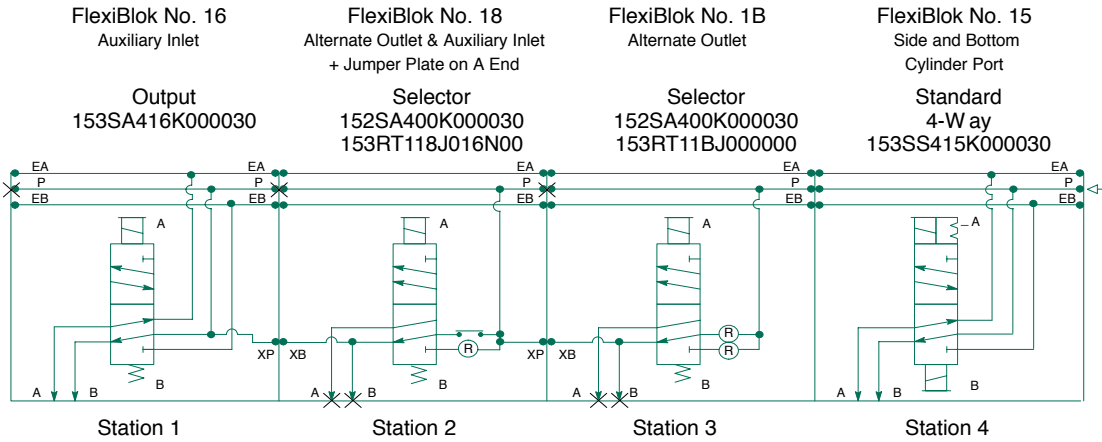 FlexiBlok No. 16
Auxiliary Inlet
FlexiBlok No. 18
Alternate Outlet & Auxiliary Inlet
+ Jumper Plate on A End
FlexiBlok No. 1B
Alternate Outlet
FlexiBlok No. 15
Side and Bottom
Cylinder Port
Output
153SA416K000030
Selector
152SA400K000030
153RT118J016N00
Selector
152SA400K000030
153RT11BJ000000
Standard
4-W ay
153SS415K000030
EA EA EA EA
P P P P
EB EB EB EB
A A A A
R R
R
XP XB XP XB
B B B B
A B A B A B A B
Station 1 Station 2 Station 3 Station 4